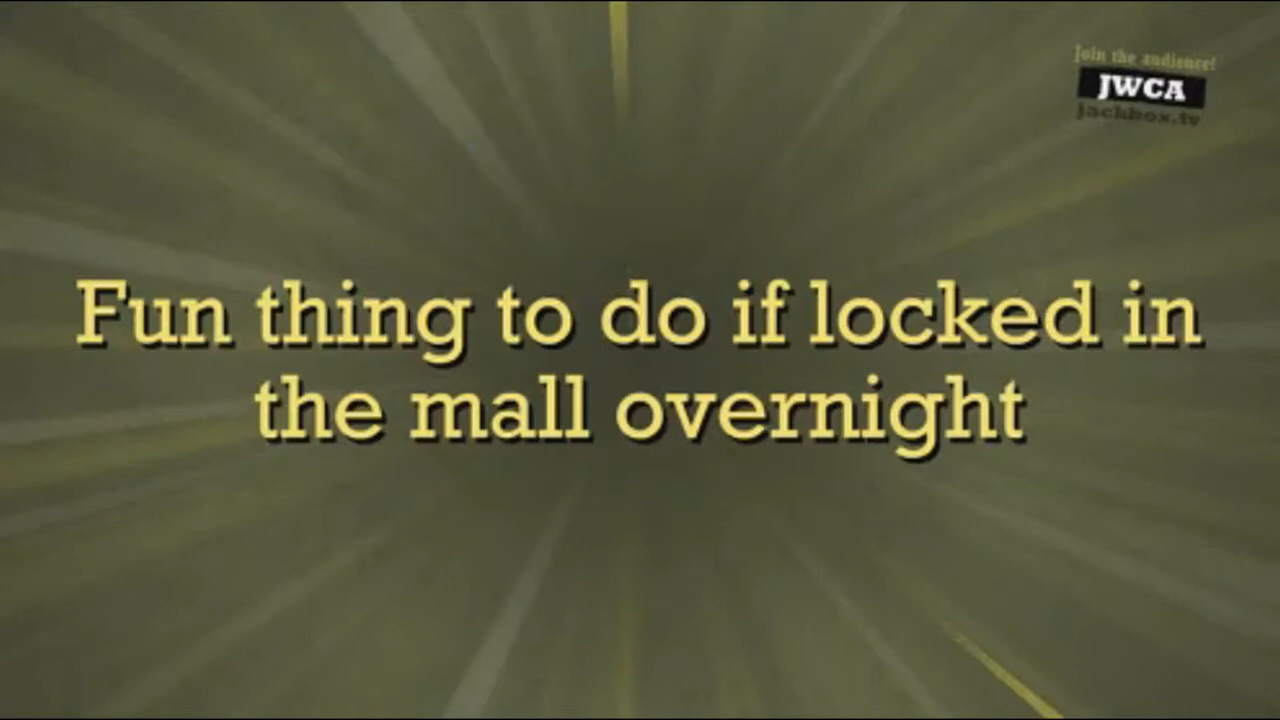 Join the audience!
JWCA
jackbox.tv
Fun thing to do if locked in
the mall overnight